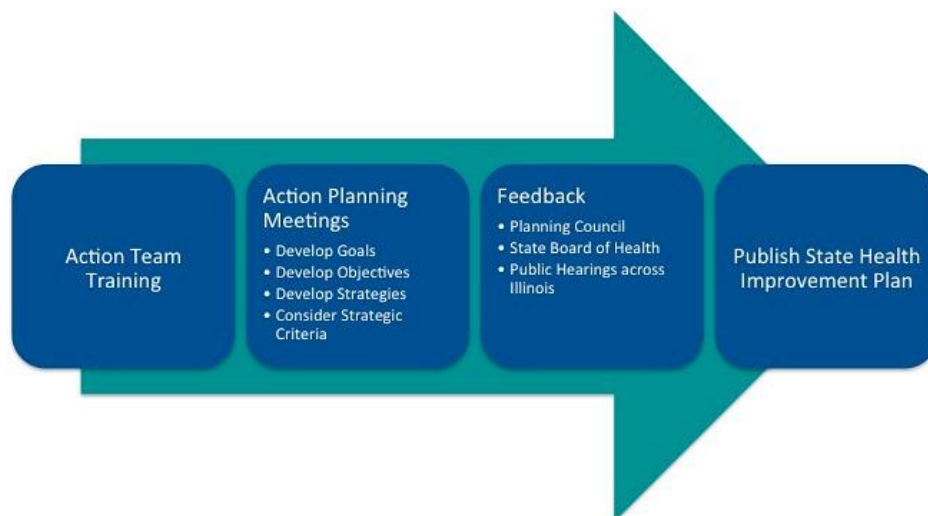 Action Team
Training
Action Planning
Meetings
• Develop Goals
• Develop Objectives
• Develop Strategies
• Consider Strategic
Criteria
Feedback
• Planning Council
• State Board of Health
• Public Hearings across
Illinois
Publish State Health
Improvement Plan